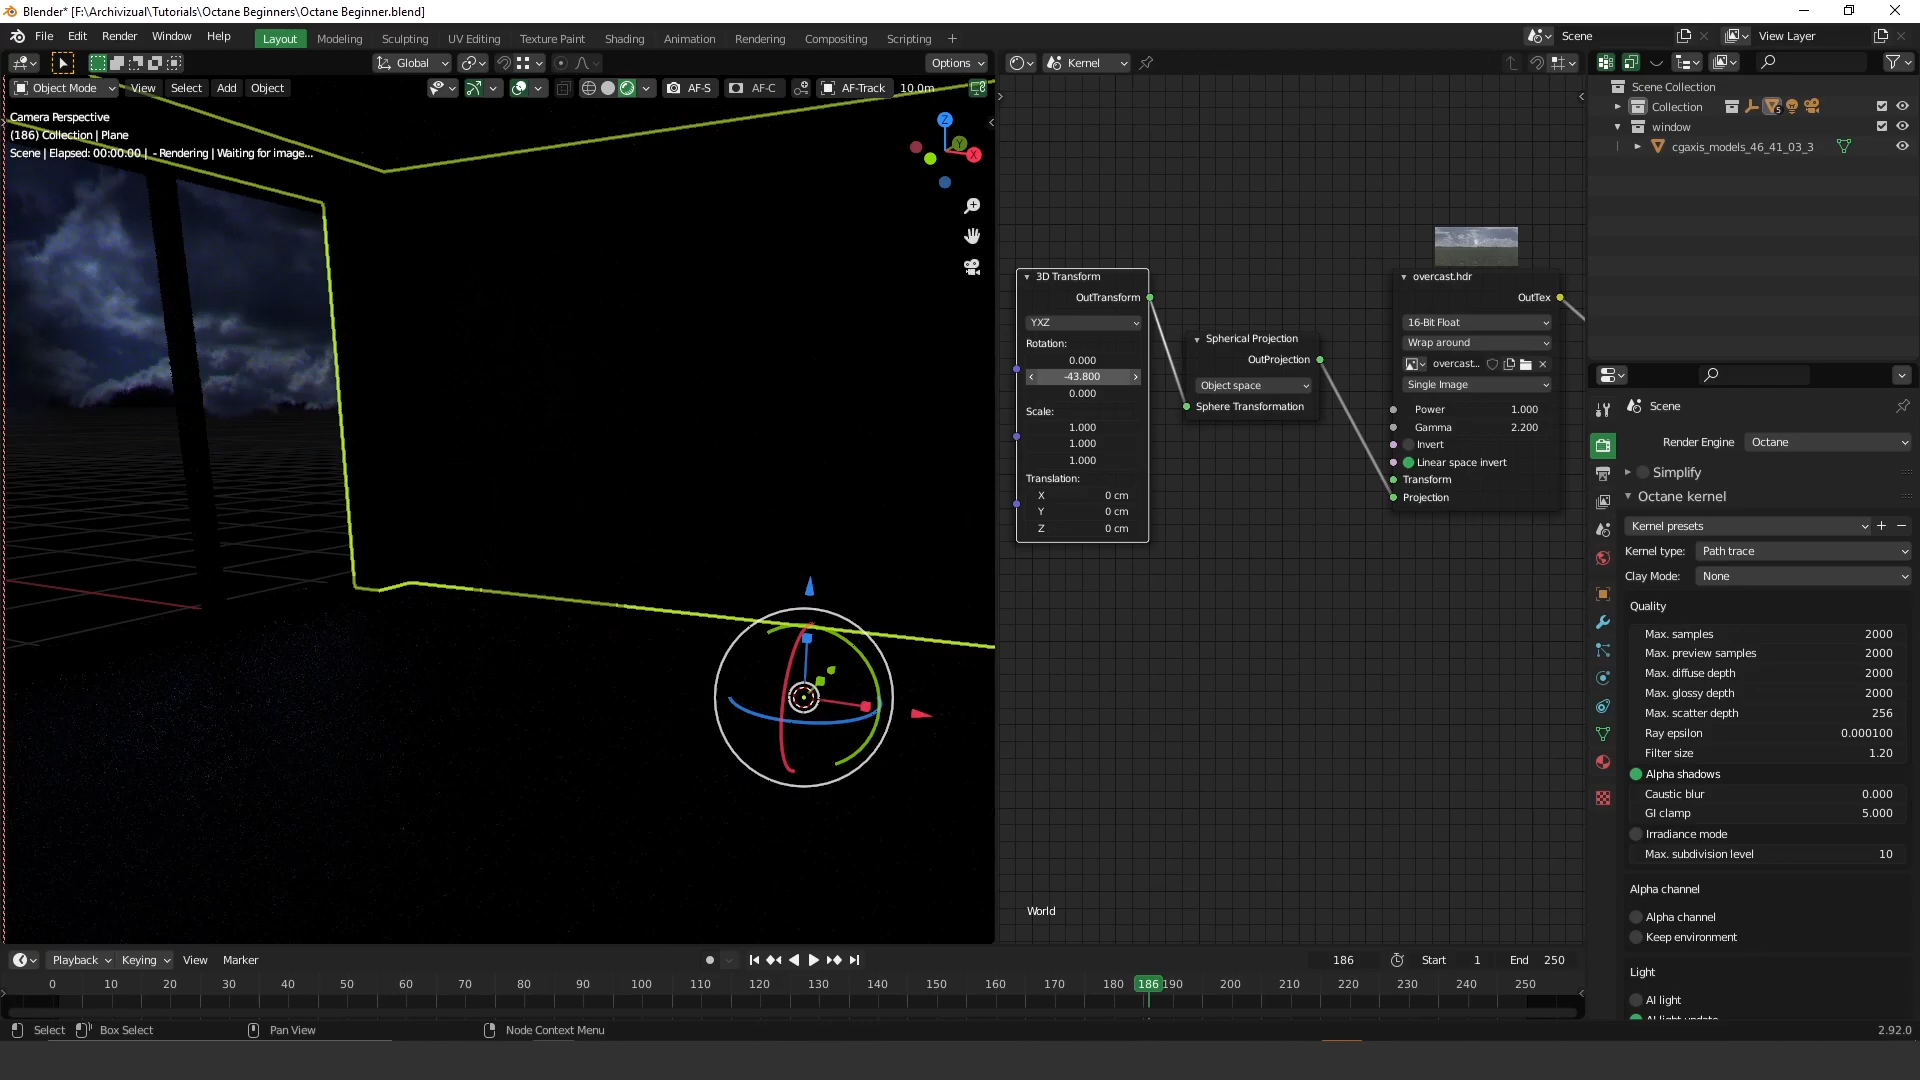 Blender* [F:\Archivizual\Tutorials\Octane Beginners\Octane Beginner.blend]
File Edit Render Window Help Layout Modeling Sculpting UV Editing Texture Paint Shading Animation Rendering Compositing Scripting + Scene View Layer
Global Options Kernel
Object Mode View Select Add Object AF-S AF-C AF-Track 10.0m
Camera Perspective
(186) Collection | Plane
Scene | Elapsed: 00:00.00 | - Rendering | Waiting for image...
Z
Y
X
3D Transform
OutTransform
YXZ
Rotation:
0.000
-43.800
0.000
Scale:
1.000
1.000
1.000
Translation:
X 0 cm
Y 0 cm
Z 0 cm
Spherical Projection
OutProjection
Object space
Sphere Transformation
overcast.hdr
OutTex
16-Bit Float
Wrap around
overcast...
Single Image
Power 1.000
Gamma 2.200
Invert
Linear space invert
Transform
Projection
World
Scene Collection
Collection 5
window
cgaxis_models_46_41_03_3
Scene
Render Engine Octane
Simplify
Octane kernel
Kernel presets
Kernel type: Path trace
Clay Mode: None
Quality
Max. samples 2000
Max. preview samples 2000
Max. diffuse depth 2000
Max. glossy depth 2000
Max. scatter depth 256
Ray epsilon 0.000100
Filter size 1.20
Alpha shadows
Caustic blur 0.000
GI clamp 5.000
Irradiance mode
Max. subdivision level 10
Alpha channel
Alpha channel
Keep environment
Light
AI light
AI light update
Playback Keying View Marker 186 Start 1 End 250
0 10 20 30 40 50 60 70 80 90 100 110 120 130 140 150 160 170 180 186 190 200 210 220 230 240 250
Select Box Select Pan View Node Context Menu 2.92.0